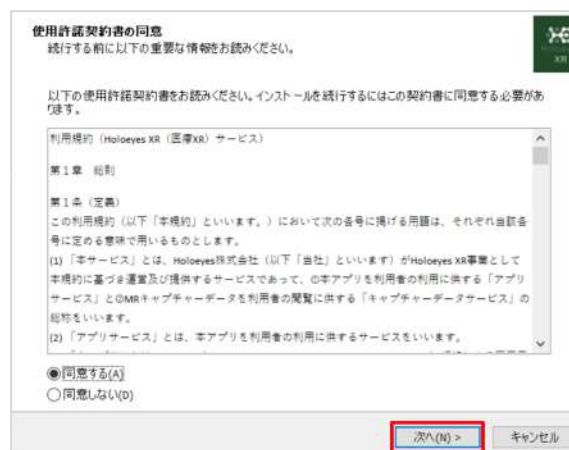 使用許諾契約書の同意
続行する前に以下の重要な情報をお読みください。
XR
以下の使用許諾契約書をお読みください。インストールを続行するにはこの契約書に同意する必要があ
ります。
利用規約（Holoeyes XR（医療XR）サービス）
第１章　総則
第１条（定義）
この利用規約（以下「本規約」といいます。）において次の各号に掲げる用語は、それぞれ当該各
号に定める意味で用いるものとします。
(1) 「本サービス」とは、Holoeyes株式会社（以下「当社」といいます）がHoloeyes XR事業として
本規約に基づき運営及び提供するサービスであって、①本アプリを利用者の利用に供する「アプリ
サービス」と②MRキャプチャーデータを利用者の閲覧に供する「キャプチャーデータサービス」の
総称をいいます。
(2) 「アプリサービス」とは、本アプリを利用者の利用に供するサービスをいいます。
同意する(A)
同意しない(D)
次へ(N) >
キャンセル